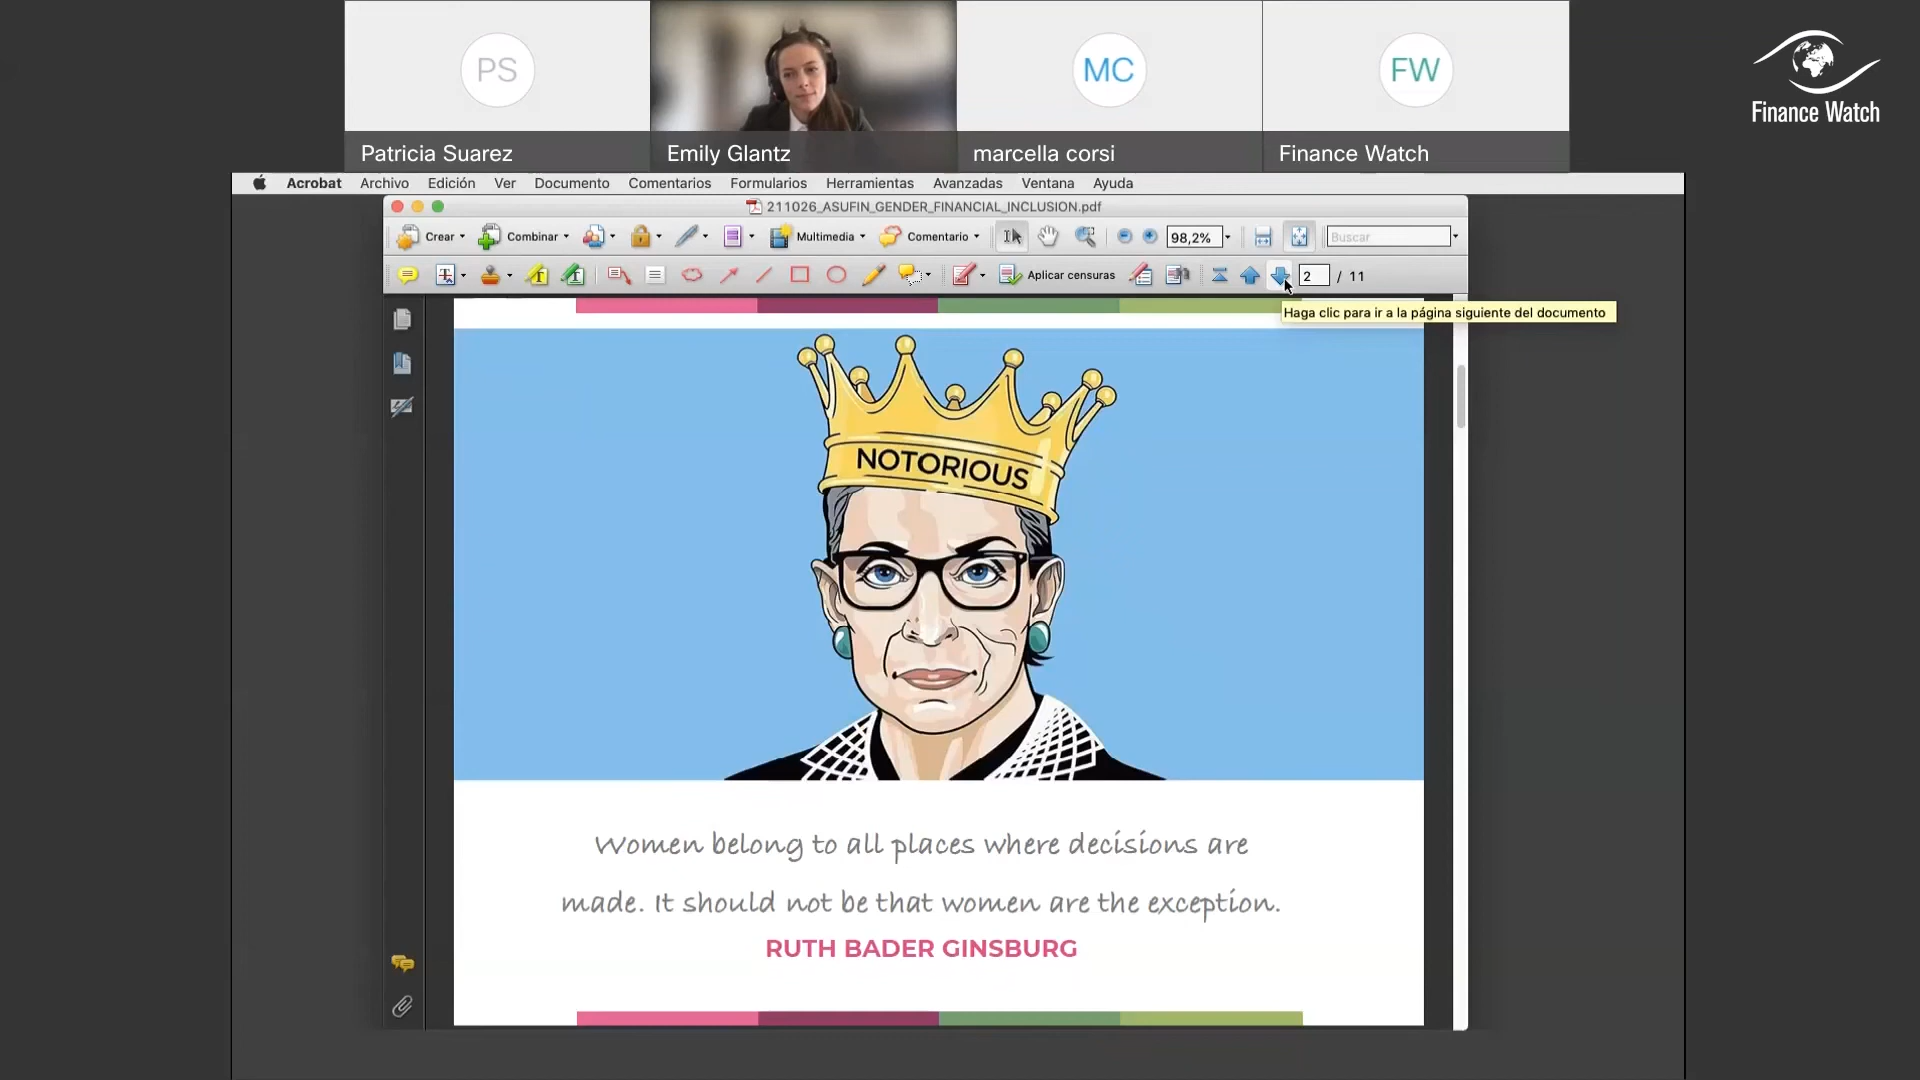 PS
MC
FW
Patricia Suarez
Emily Glantz
marcella corsi
Finance Watch
Finance Watch
Acrobat Archivo Edición Ver Documento Comentarios Formularios Herramientas Avanzadas Ventana Ayuda
211026_ASUFIN_GENDER_FINANCIAL_INCLUSION.pdf
Crear Combinar Multimedia Comentario 98,2% Buscar
Aplicar censuras 2 / 11
Haga clic para ir a la página siguiente del documento
NOTORIOUS
Women belong to all places where decisions are
made. It should not be that women are the exception.
RUTH BADER GINSBURG